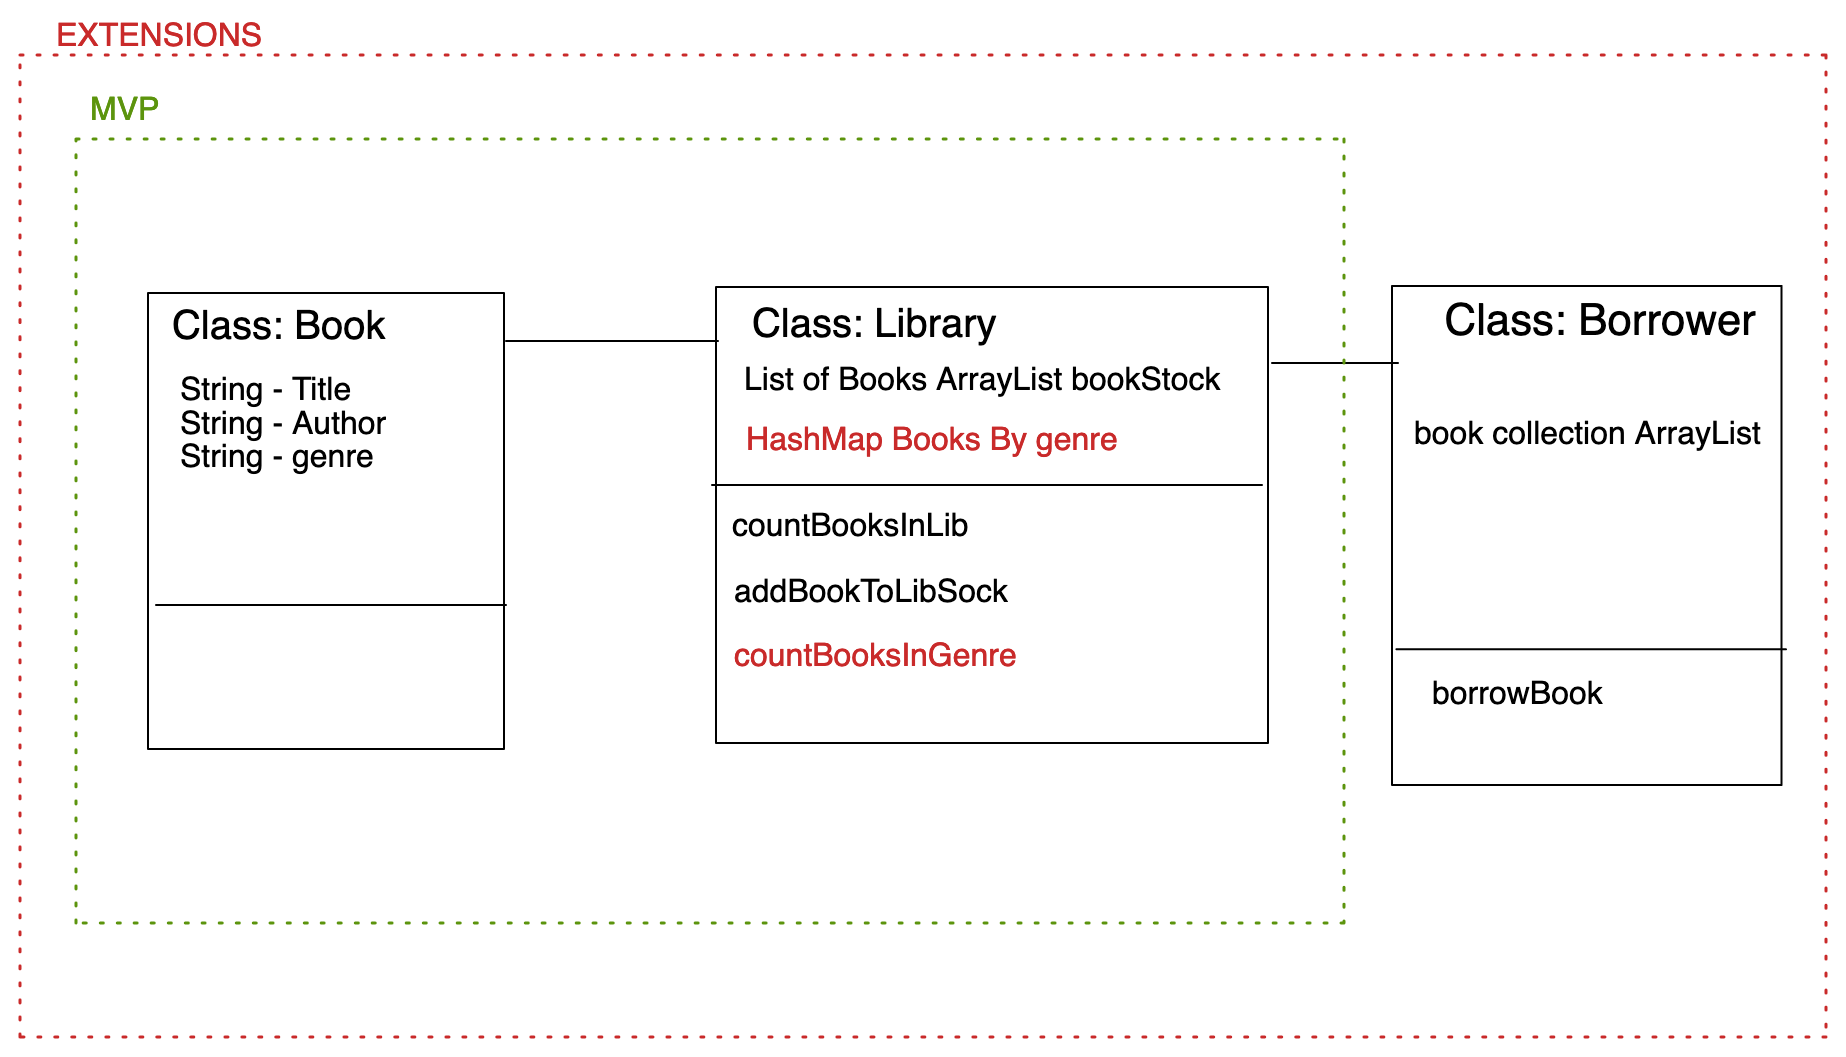 EXTENSIONS
MVP
Class: Book
String - Title
String - Author
String - genre
Class: Library
List of Books ArrayList bookStock
HashMap Books By genre
countBooksInLib
addBookToLibSock
countBooksInGenre
Class: Borrower
book collection ArrayList
borrowBook